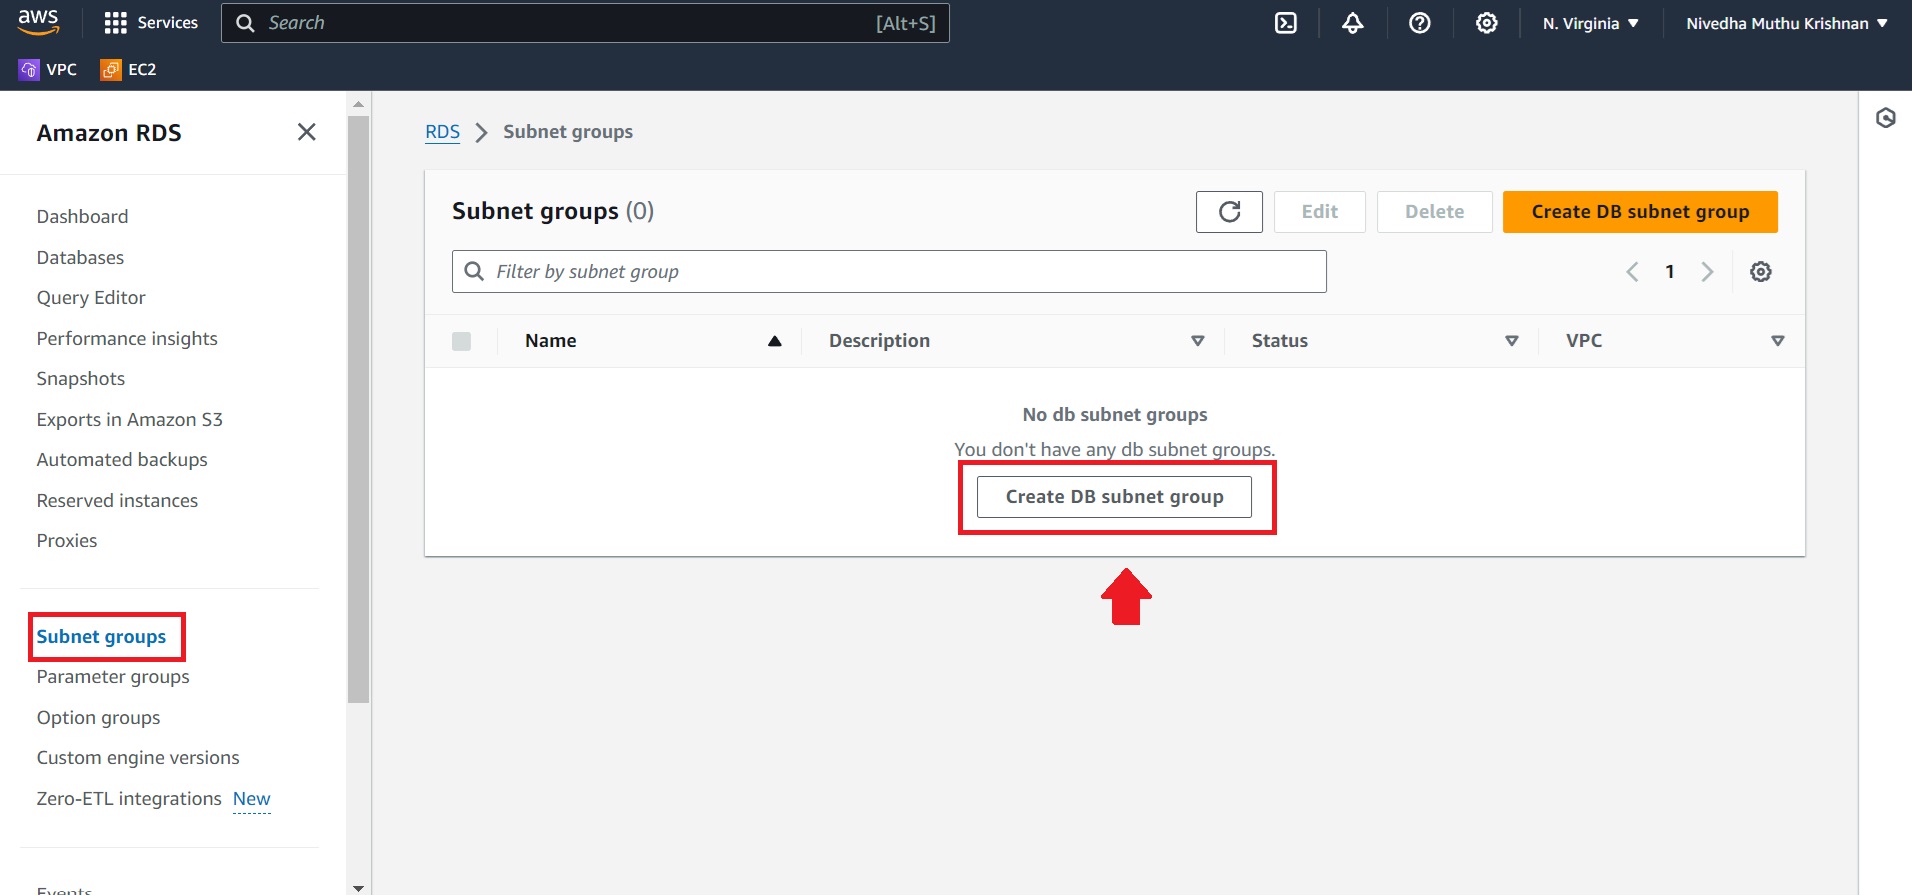 aws Services Search [Alt+S] N. Virginia Nivedha Muthu Krishnan
VPC EC2
Amazon RDS
Dashboard
Databases
Query Editor
Performance insights
Snapshots
Exports in Amazon S3
Automated backups
Reserved instances
Proxies
Subnet groups
Parameter groups
Option groups
Custom engine versions
Zero-ETL integrations New
Events
RDS Subnet groups
Subnet groups (0) Edit Delete Create DB subnet group
Filter by subnet group 1
Name Description Status VPC
No db subnet groups
You don't have any db subnet groups.
Create DB subnet group